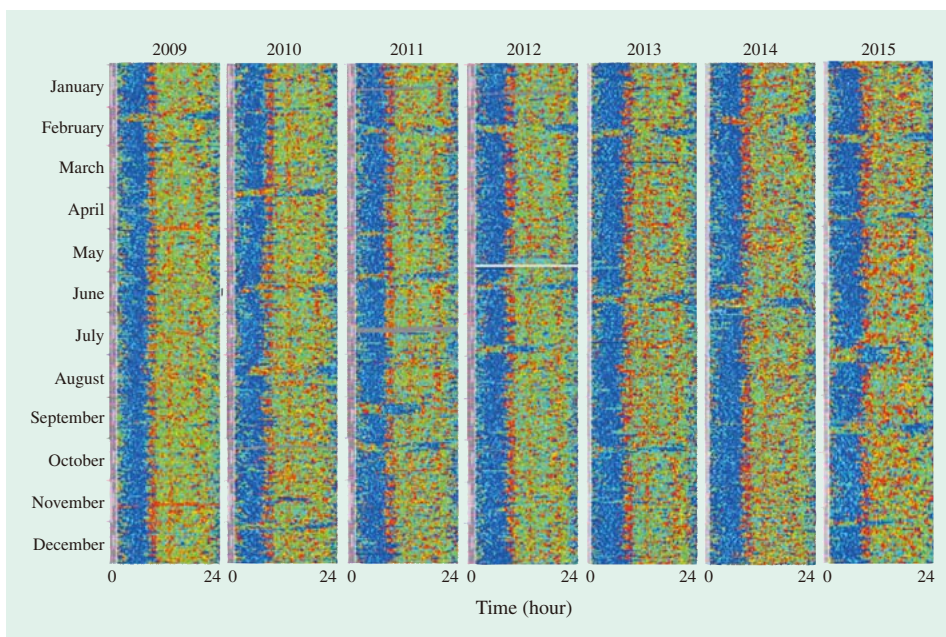 2009 2010 2011 2012 2013 2014 2015
January
February
March
April
May
June
July
August
September
October
November
December
0 24 0 24 0 24 0 24 0 24 0 24 0 24
Time (hour)